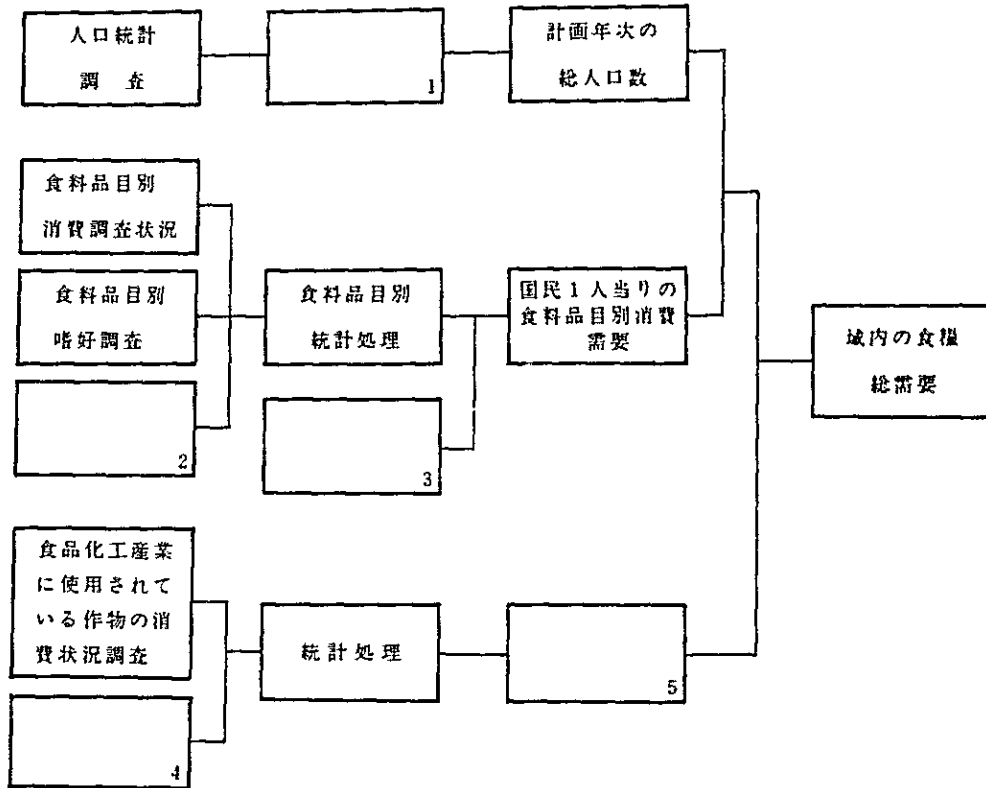 人口統計
調査
1
計画年次の
総人口数
食料品目別
消費調査状況
食料品目別
嗜好調査
2
食料品目別
統計処理
3
国民1人当りの
食料品目別消費
需要
域内の食糧
総需要
食品化工産業
に使用されて
いる作物の消
費状況調査
4
統計処理
5